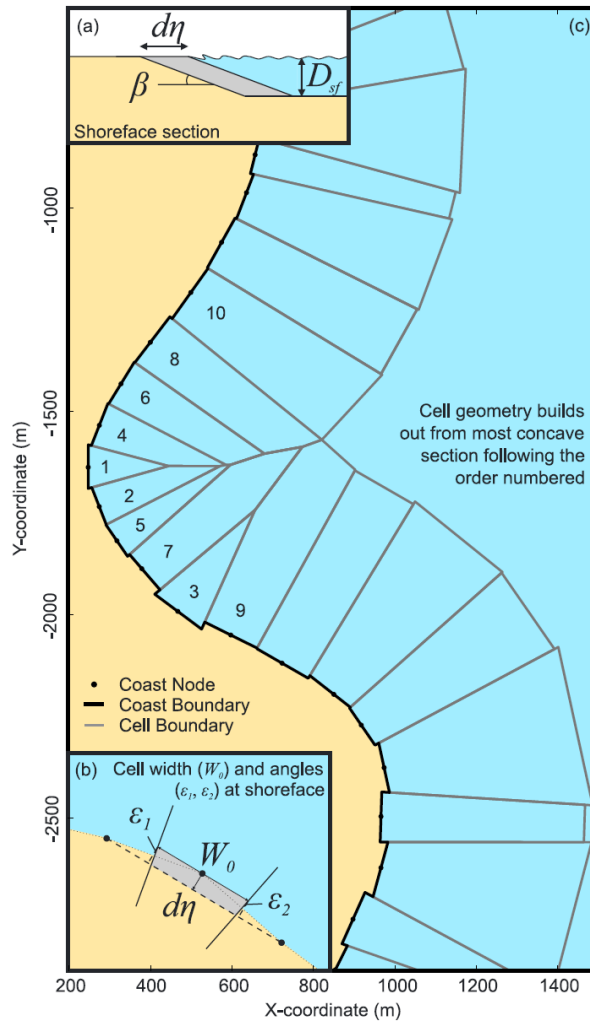 (a)
dη
β
D_sf
Shoreface section
(c)
-1000
-1500
-2000
-2500
Y-coordinate (m)
10
8
6
4
1
2
5
7
3
9
Cell geometry builds
out from most concave
section following the
order numbered
Coast Node
Coast Boundary
Cell Boundary
(b)
Cell width (W₀) and angles
(ε₁, ε₂) at shoreface
ε₁
W₀
dη
ε₂
200 400 600 800 1000 1200 1400
X-coordinate (m)